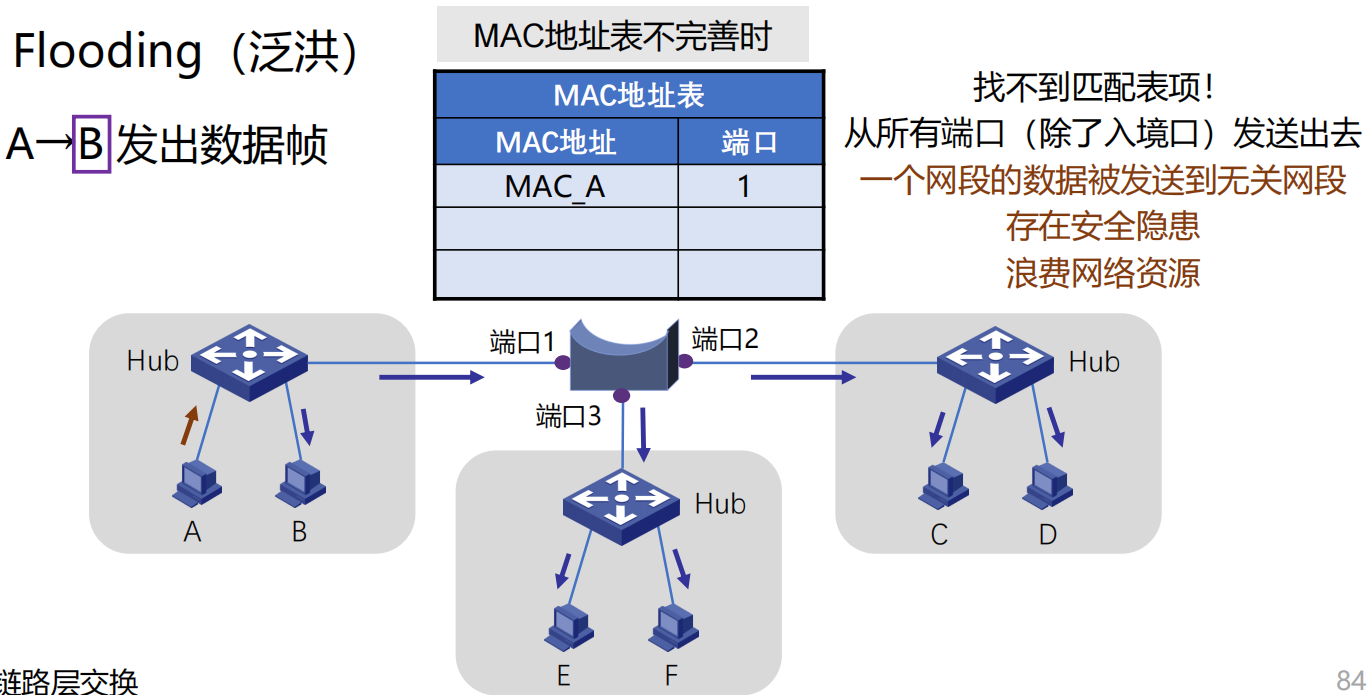 Flooding（泛洪）
A→B 发出数据帧
MAC地址表不完善时
MAC地址表
MAC地址 端口
MAC_A 1
找不到匹配表项！
从所有端口（除了入境口）发送出去
一个网段的数据被发送到无关网段
存在安全隐患
浪费网络资源
Hub
端口1
端口2
Hub
端口3
A
B
Hub
C
D
E
F
链路层交换
84